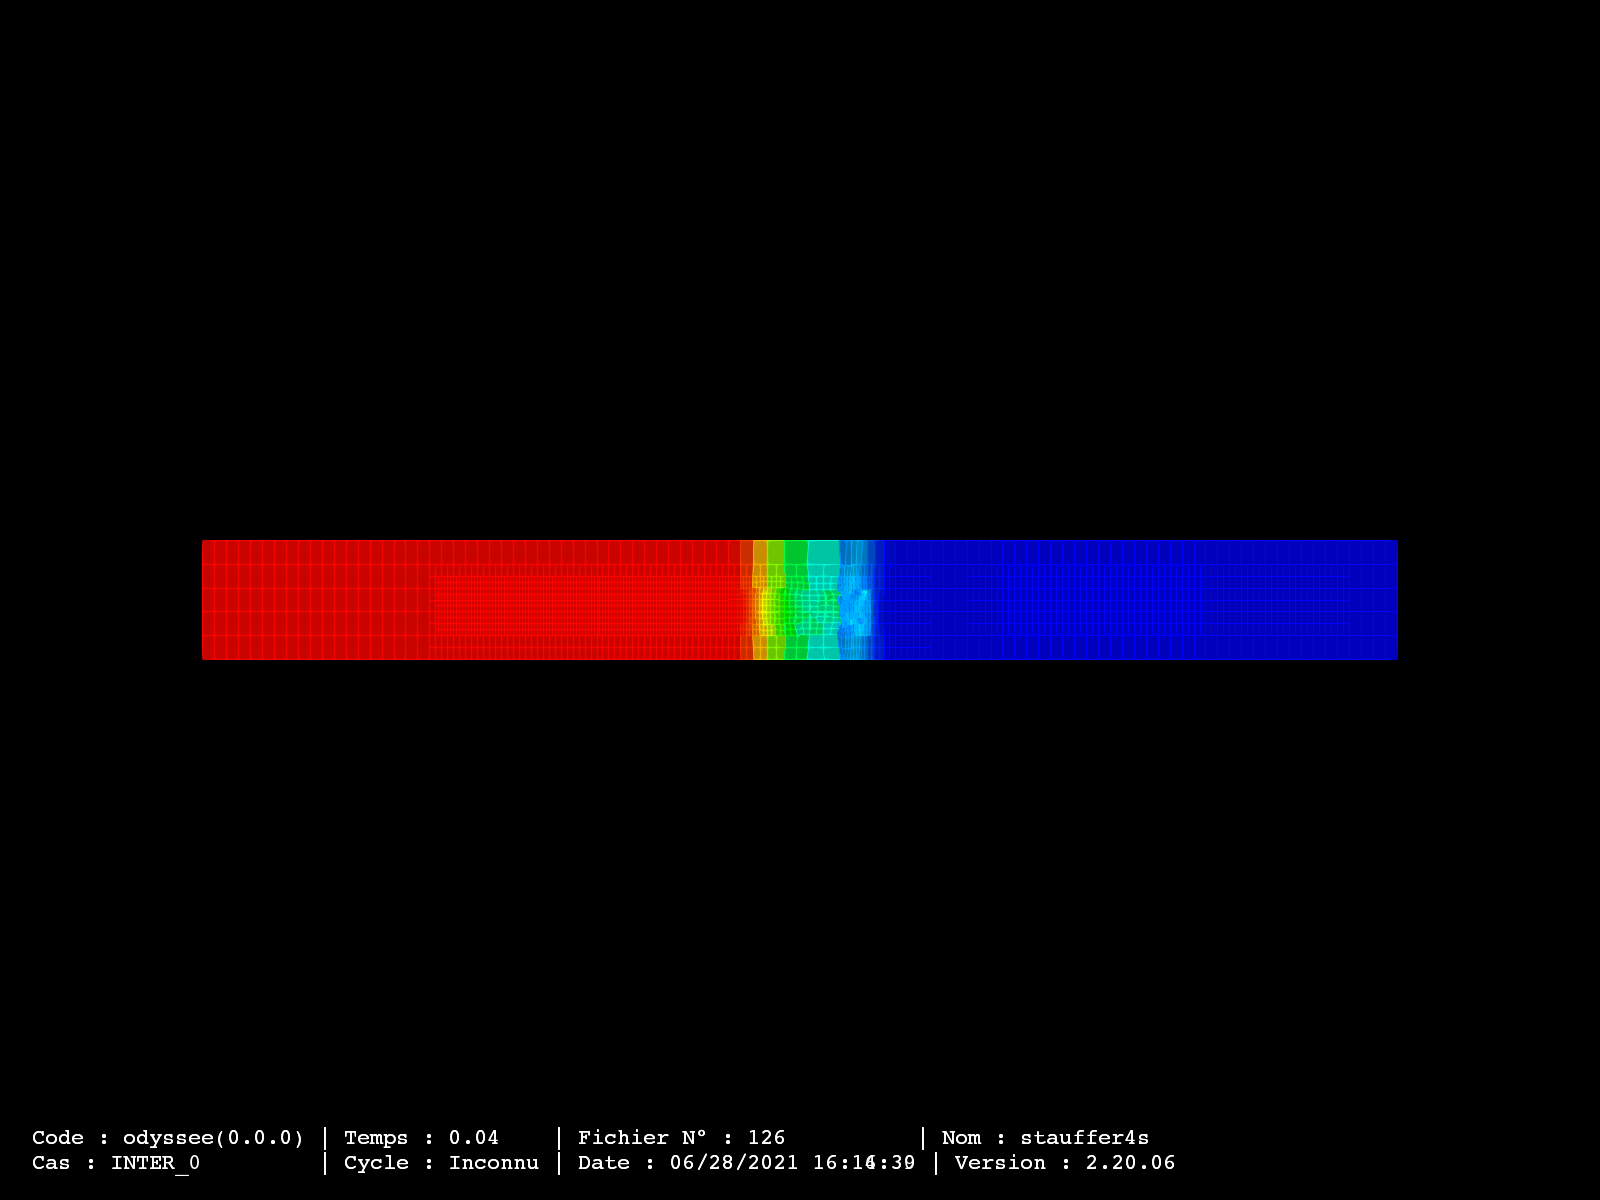 Code : odyssee(0.0.0) | Temps : 0.04 | Fichier N° : 126 | Nom : stauffer4s
Cas : INTER_0 | Cycle : Inconnu | Date : 06/28/2021 | Version : 2.20.06